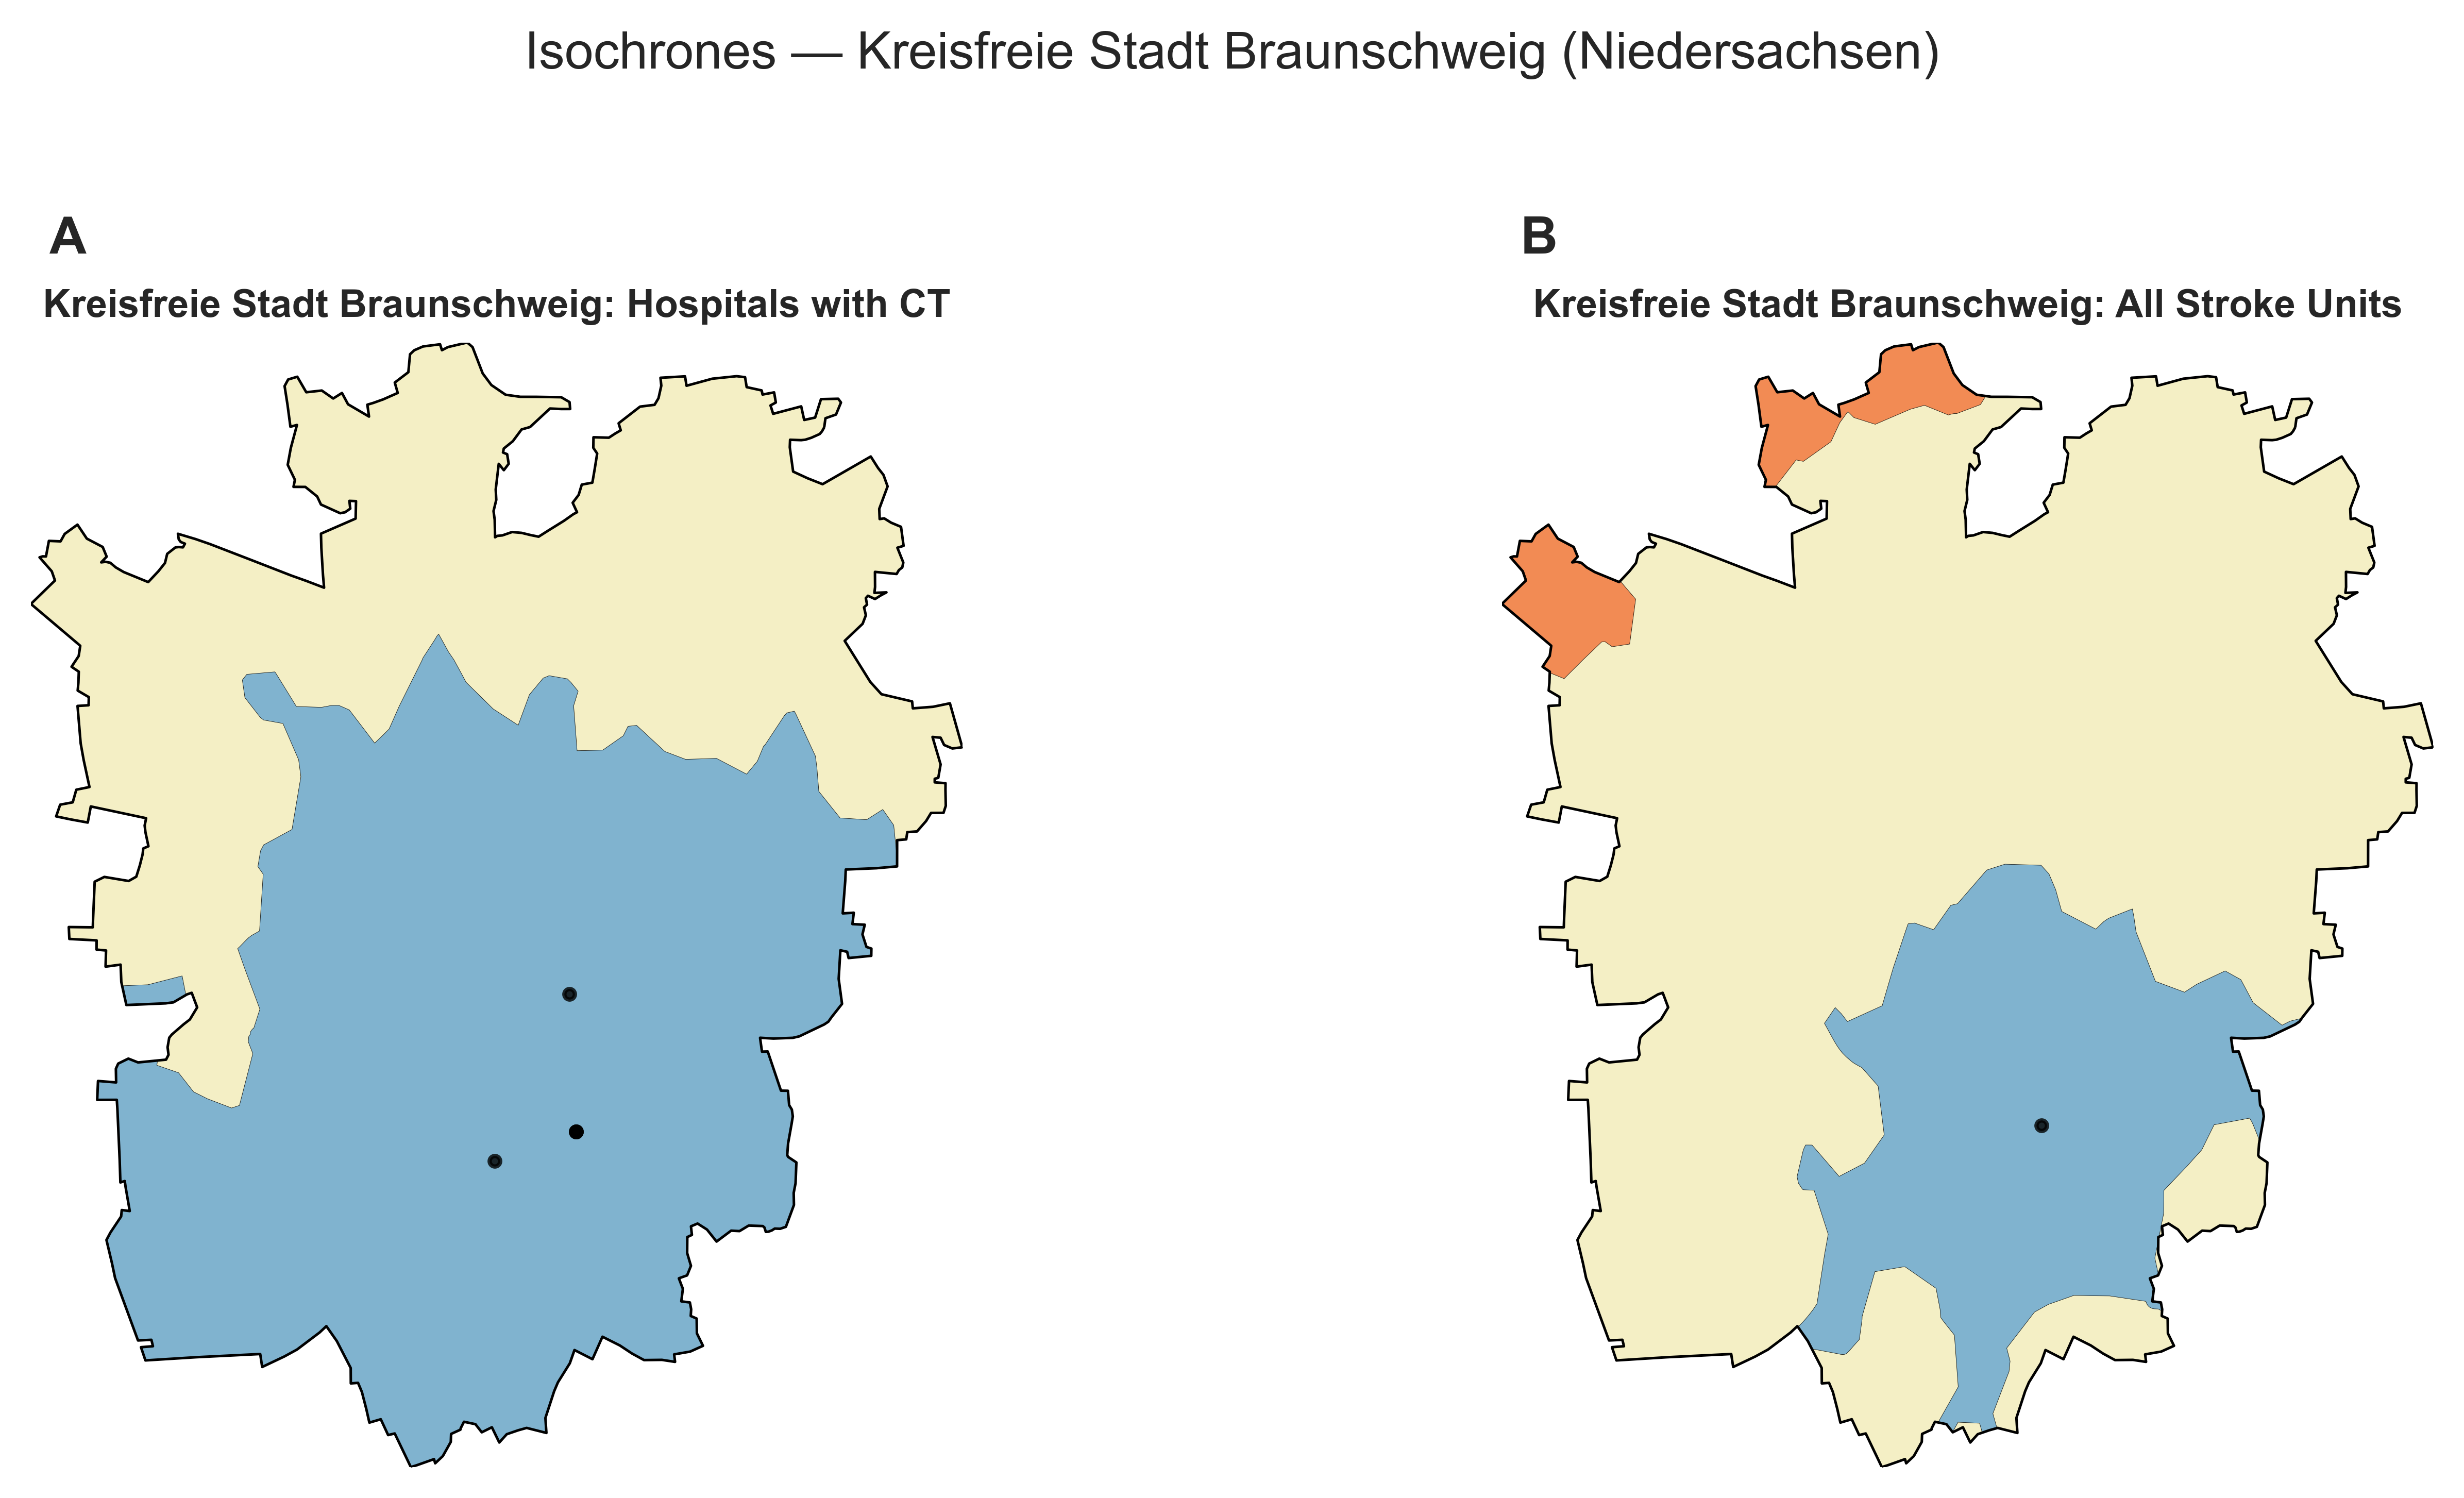 Isochrones — Kreisfreie Stadt Braunschweig (Niedersachsen)
A
Kreisfreie Stadt Braunschweig: Hospitals with CT
B
Kreisfreie Stadt Braunschweig: All Stroke Units